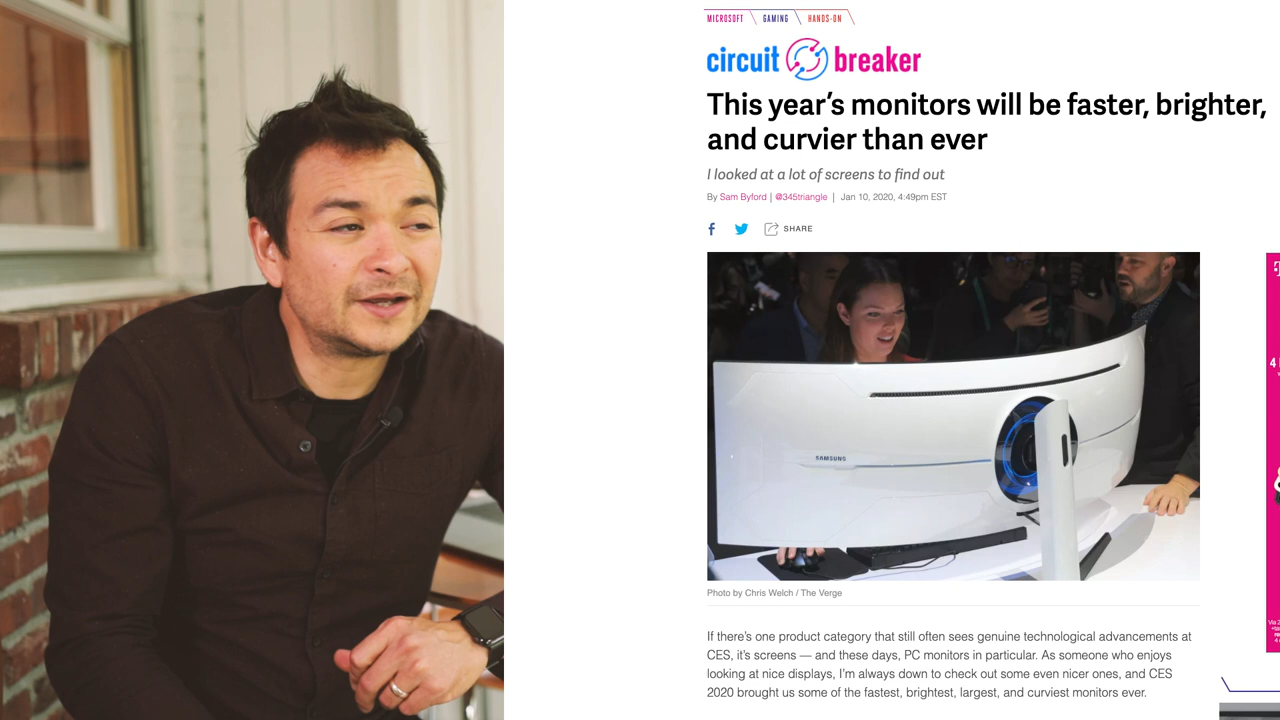 MICROSOFT GAMING HANDS-ON
circuit breaker
This year's monitors will be faster, brighter,
and curvier than ever
I looked at a lot of screens to find out
By Sam Byford | @345triangle | Jan 10, 2020, 4:49pm EST
SHARE
SAMSUNG
Photo by Chris Welch / The Verge
If there's one product category that still often sees genuine technological advancements at
CES, it's screens — and these days, PC monitors in particular. As someone who enjoys
looking at nice displays, I'm always down to check out some even nicer ones, and CES
2020 brought us some of the fastest, brightest, largest, and curviest monitors ever.